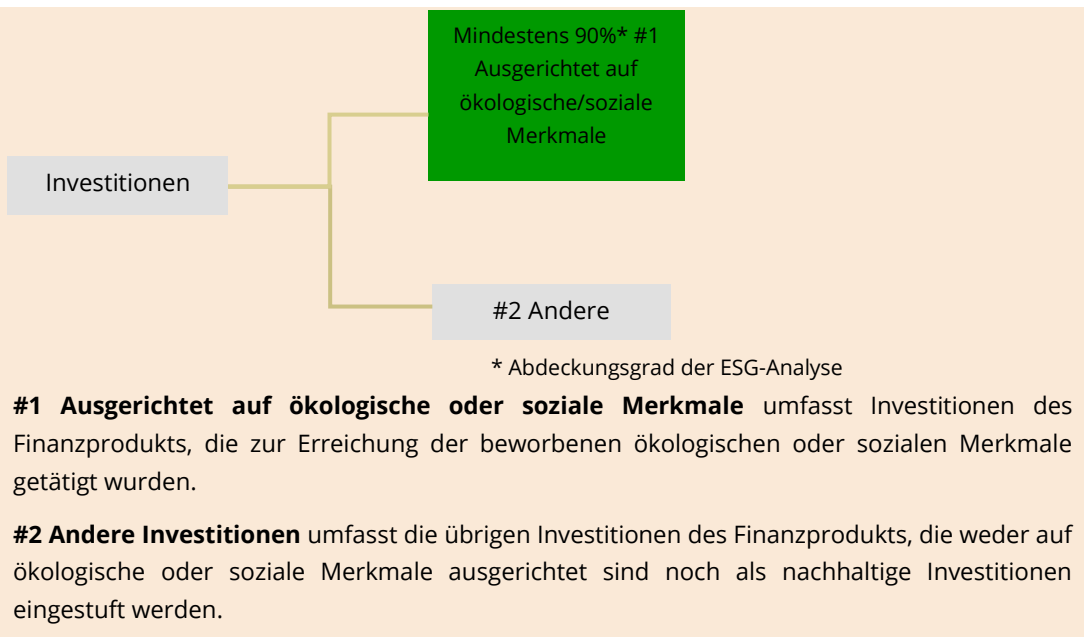 Mindestens 90%* #1
Ausgerichtet auf
ökologische/soziale
Merkmale
Investitionen
#2 Andere
* Abdeckungsgrad der ESG-Analyse
#1 Ausgerichtet auf ökologische oder soziale Merkmale umfasst Investitionen des
Finanzprodukts, die zur Erreichung der beworbenen ökologischen oder sozialen Merkmale
getätigt wurden.
#2 Andere Investitionen umfasst die übrigen Investitionen des Finanzprodukts, die weder auf
ökologische oder soziale Merkmale ausgerichtet sind noch als nachhaltige Investitionen
eingestuft werden.